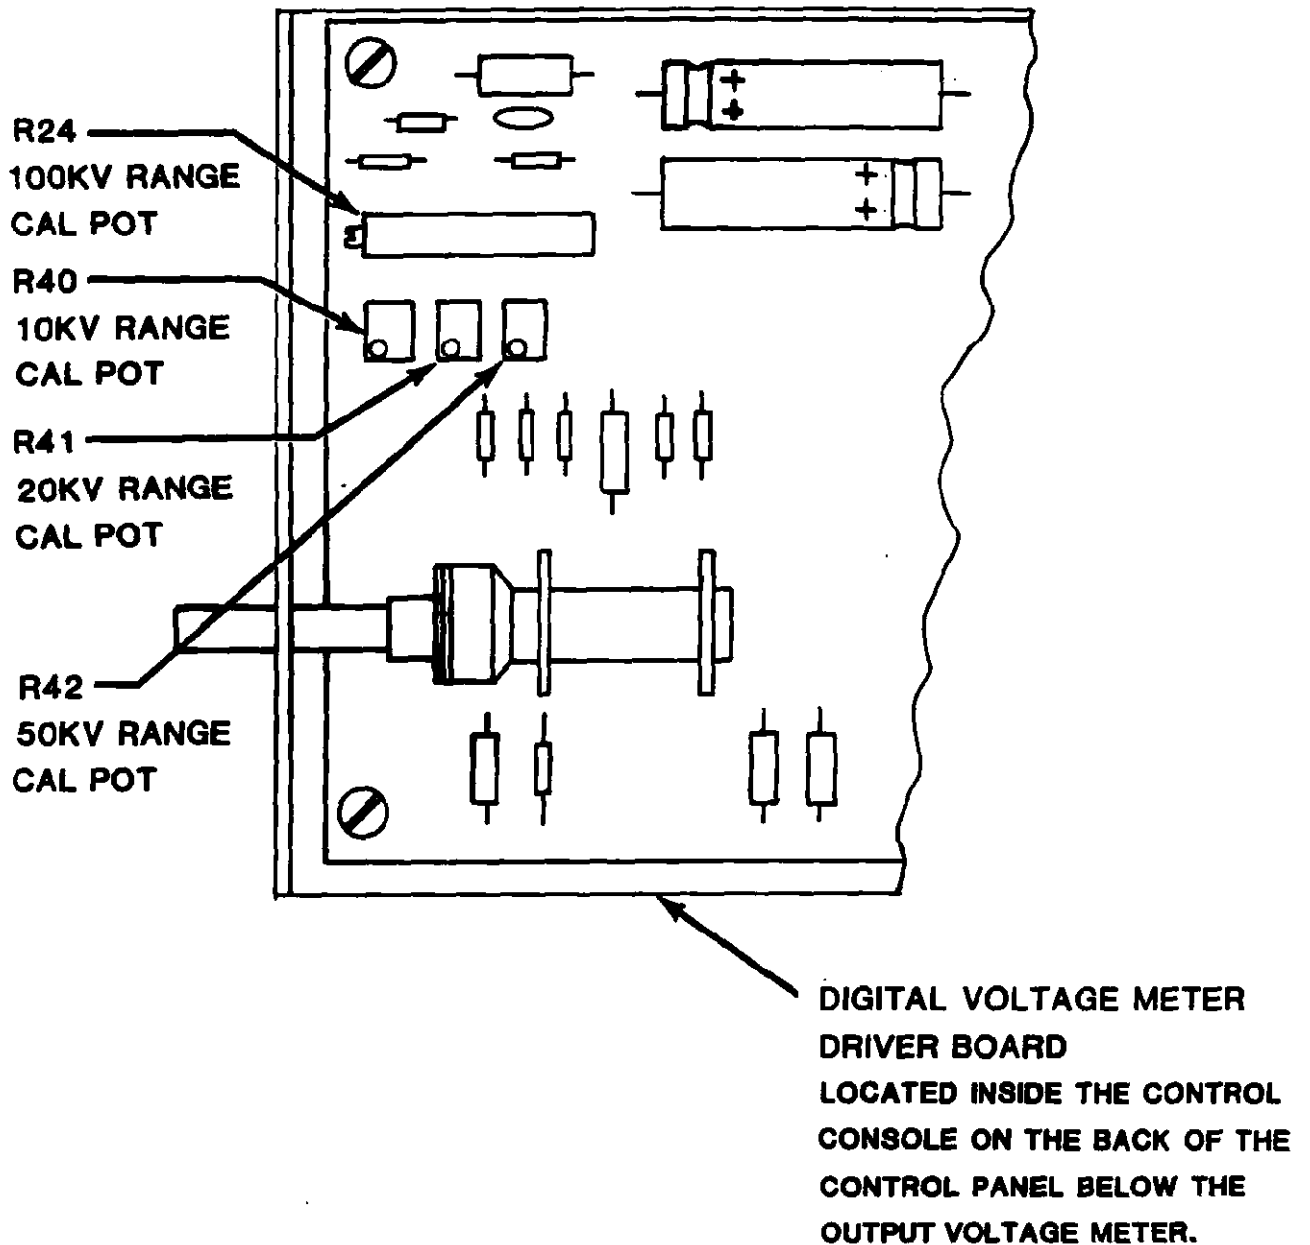 R24
100KV RANGE
CAL POT
R40
10KV RANGE
CAL POT
R41
20KV RANGE
CAL POT
R42
50KV RANGE
CAL POT
+
+
+
+
DIGITAL VOLTAGE METER
DRIVER BOARD
LOCATED INSIDE THE CONTROL
CONSOLE ON THE BACK OF THE
CONTROL PANEL BELOW THE
OUTPUT VOLTAGE METER.